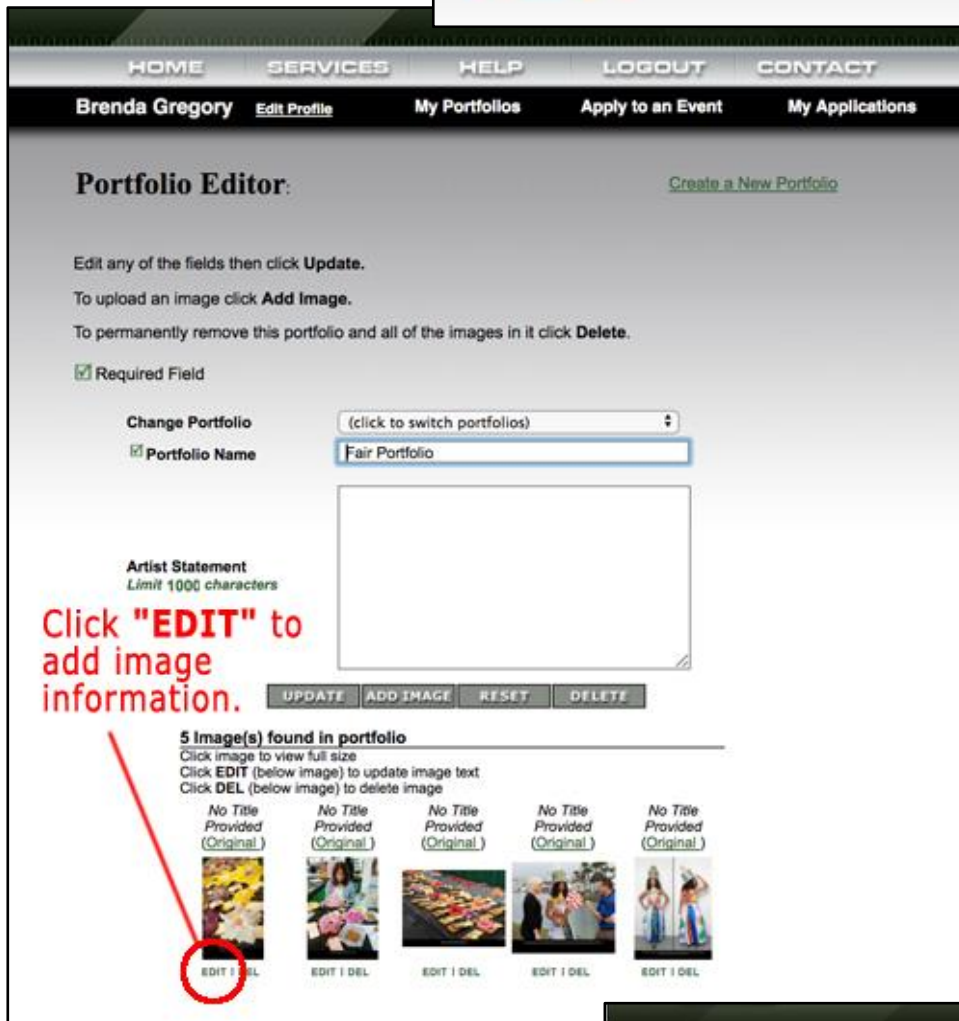 HOME SERVICES HELP LOGOUT CONTACT
Brenda Gregory Edit Profile My Portfolios Apply to an Event My Applications
Portfolio Editor: Create a New Portfolio
Edit any of the fields then click Update.
To upload an image click Add Image.
To permanently remove this portfolio and all of the images in it click Delete.
Required Field
Change Portfolio (click to switch portfolios)
Portfolio Name Fair Portfolio
Artist Statement
Limit 1000 characters
Click "EDIT" to
add image
information.
UPDATE ADD IMAGE RESET DELETE
5 Image(s) found in portfolio
Click image to view full size
Click EDIT (below image) to update image text
Click DEL (below image) to delete image
No Title No Title No Title No Title No Title
Provided Provided Provided Provided Provided
(Original ) (Original ) (Original ) (Original ) (Original )
EDIT | DEL EDIT | DEL EDIT | DEL EDIT | DEL EDIT | DEL